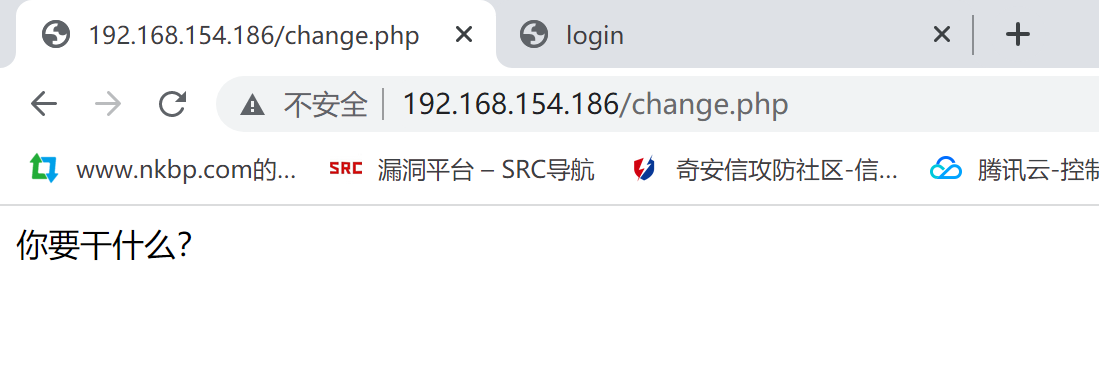 192.168.154.186/change.php login
不安全 192.168.154.186/change.php
www.nkbp.com的... SRC 漏洞平台 – SRC导航 奇安信攻防社区-信... 腾讯云-控制
你要干什么？